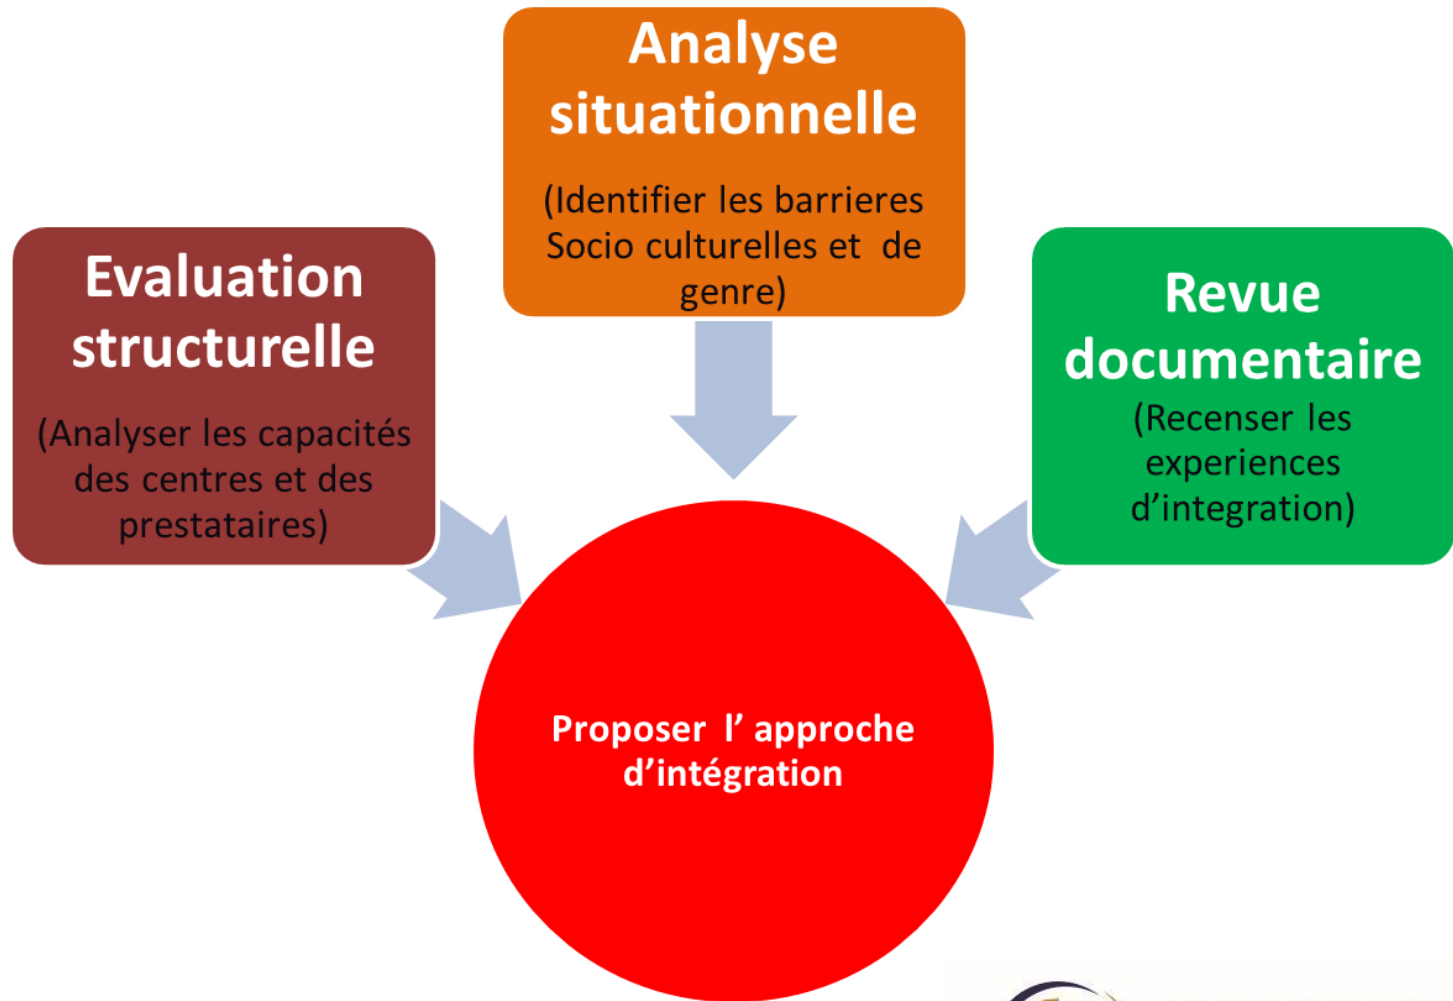 Analyse
situationnelle
(Identifier les barrieres
Socio culturelles et de
genre)
Evaluation
structurelle
(Analyser les capacités
des centres et des
prestataires)
Revue
documentaire
(Recenser les
experiences
d’integration)
Proposer l’ approche
d’intégration